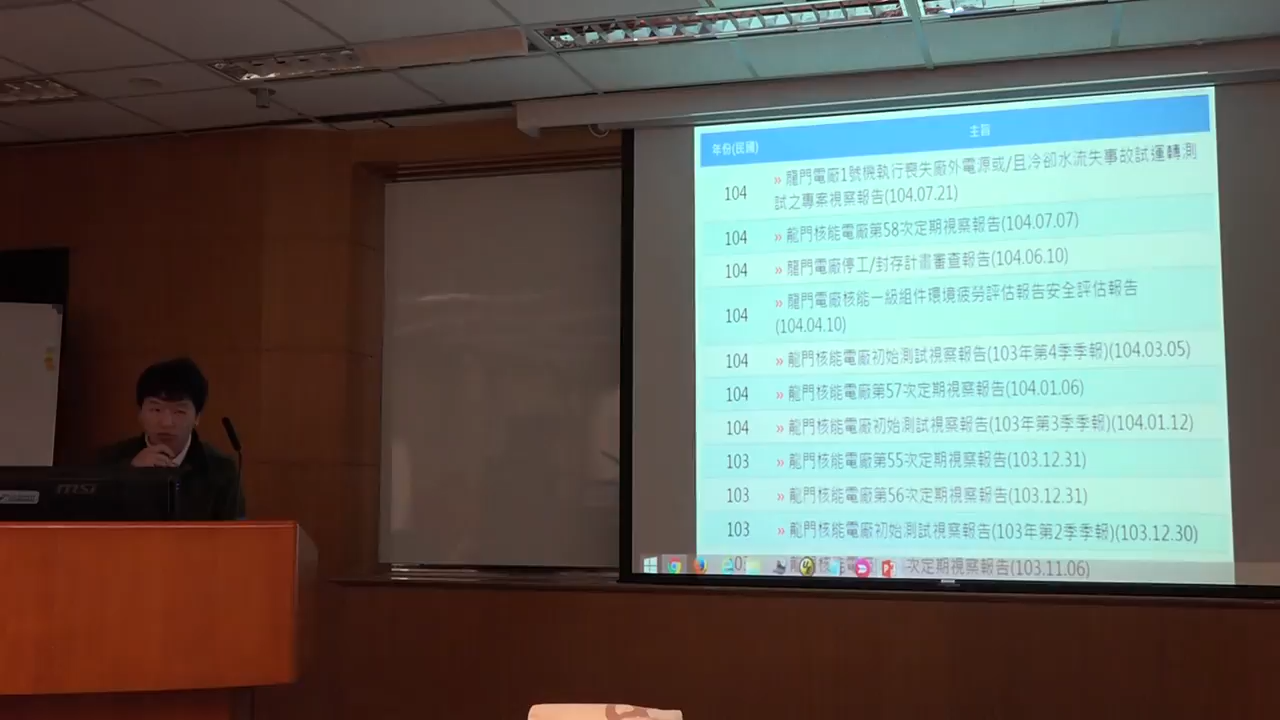 年份(民國) 主旨
104 » 龍門電廠1號機執行喪失廠外電源或/且冷卻水流失事故試運轉測
試之專案視察報告(104.07.21)
104 » 龍門核能電廠第58次定期視察報告(104.07.07)
104 » 龍門電廠停工/封存計畫審查報告(104.06.10)
104 » 龍門電廠核能一級組件環境疲勞評估報告安全評估報告
(104.04.10)
104 » 龍門核能電廠初始測試視察報告(103年第4季季報)(104.03.05)
104 » 龍門核能電廠第57次定期視察報告(104.01.06)
104 » 龍門核能電廠初始測試視察報告(103年第3季季報)(104.01.12)
103 » 龍門核能電廠第55次定期視察報告(103.12.31)
103 » 龍門核能電廠第56次定期視察報告(103.12.31)
103 » 龍門核能電廠初始測試視察報告(103年第2季季報)(103.12.30)
龍門核能 次定期視察報告(103.11.06)
msi